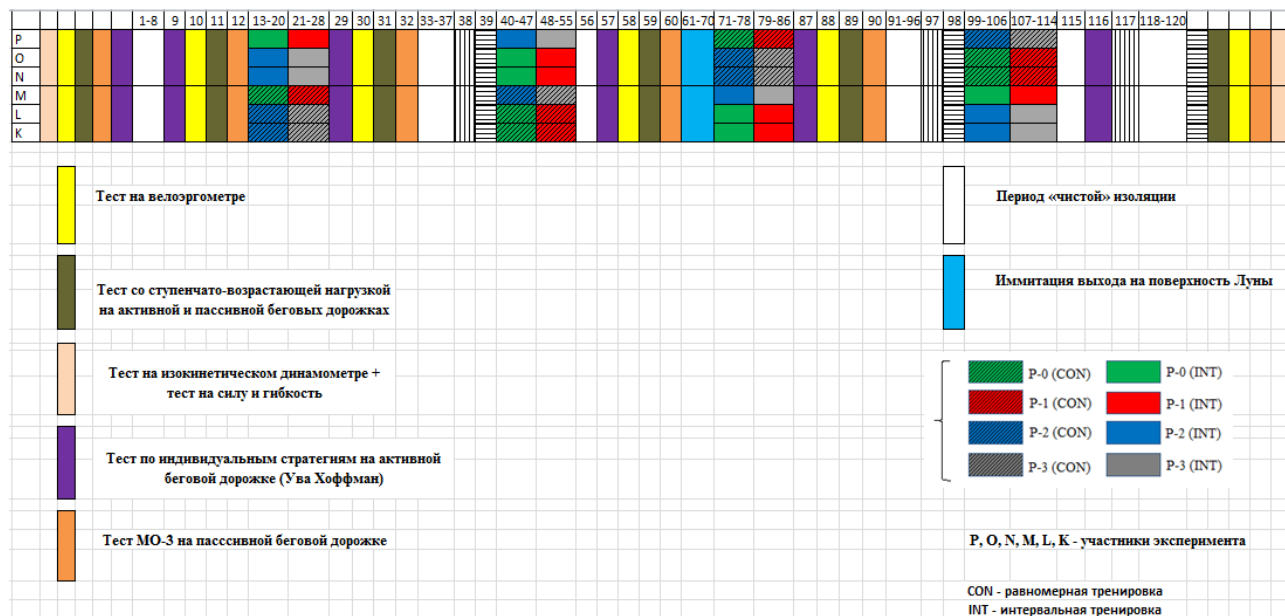 1-8 9 10 11 12 13-20 21-28 29 30 31 32 33-37 38 39 40-47 48-55 56 57 58 59 60 61-70 71-78 79-86 87 88 89 90 91-96 97 98 99-106 107-114 115 116 117 118-120
P
O
N
M
L
K
Тест на велоэргометре
Тест со ступенчато-возрастающей нагрузкой
на активной и пассивной беговых дорожках
Тест на изокинетическом динамометре +
тест на силу и гибкость
Тест по индивидуальным стратегиям на активной
беговой дорожке (Ува Хоффман)
Тест МО-3 на пасссивной беговой дорожке
Период «чистой» изоляции
Иммитация выхода на поверхность Луны
P-0 (CON) P-0 (INT)
P-1 (CON) P-1 (INT)
P-2 (CON) P-2 (INT)
P-3 (CON) P-3 (INT)
P, O, N, M, L, K - участники эксперимента
CON - равномерная тренировка
INT - интервальная тренировка